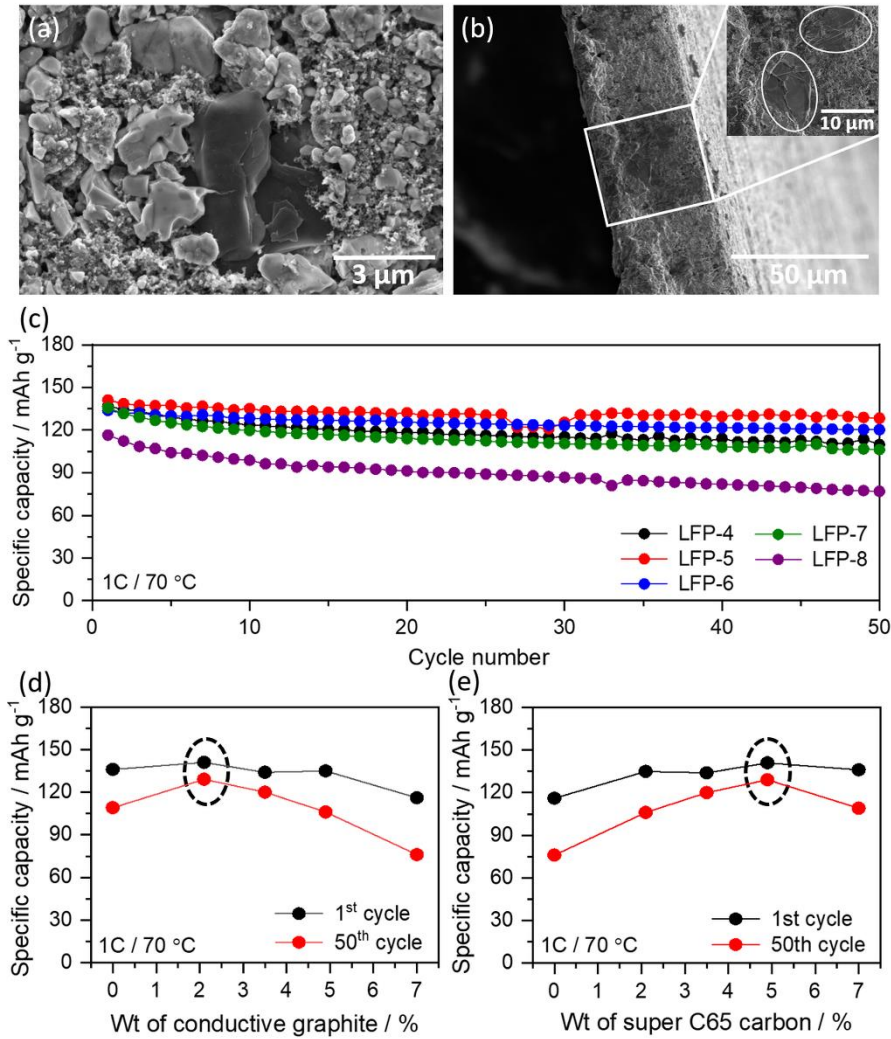 (a)
3 μm
(b)
10 μm
50 μm
(c)
Specific capacity / mAh g⁻¹
180
150
120
90
60
30
0
1C / 70 °C
LFP-4
LFP-5
LFP-6
LFP-7
LFP-8
0 10 20 30 40 50
Cycle number
(d)
Specific capacity / mAh g⁻¹
180
150
120
90
60
30
0
1st cycle
50th cycle
1C / 70 °C
0 1 2 3 4 5 6 7
Wt of conductive graphite / %
(e)
Specific capacity / mAh g⁻¹
180
150
120
90
60
30
0
1st cycle
50th cycle
1C / 70 °C
0 1 2 3 4 5 6 7
Wt of super C65 carbon / %